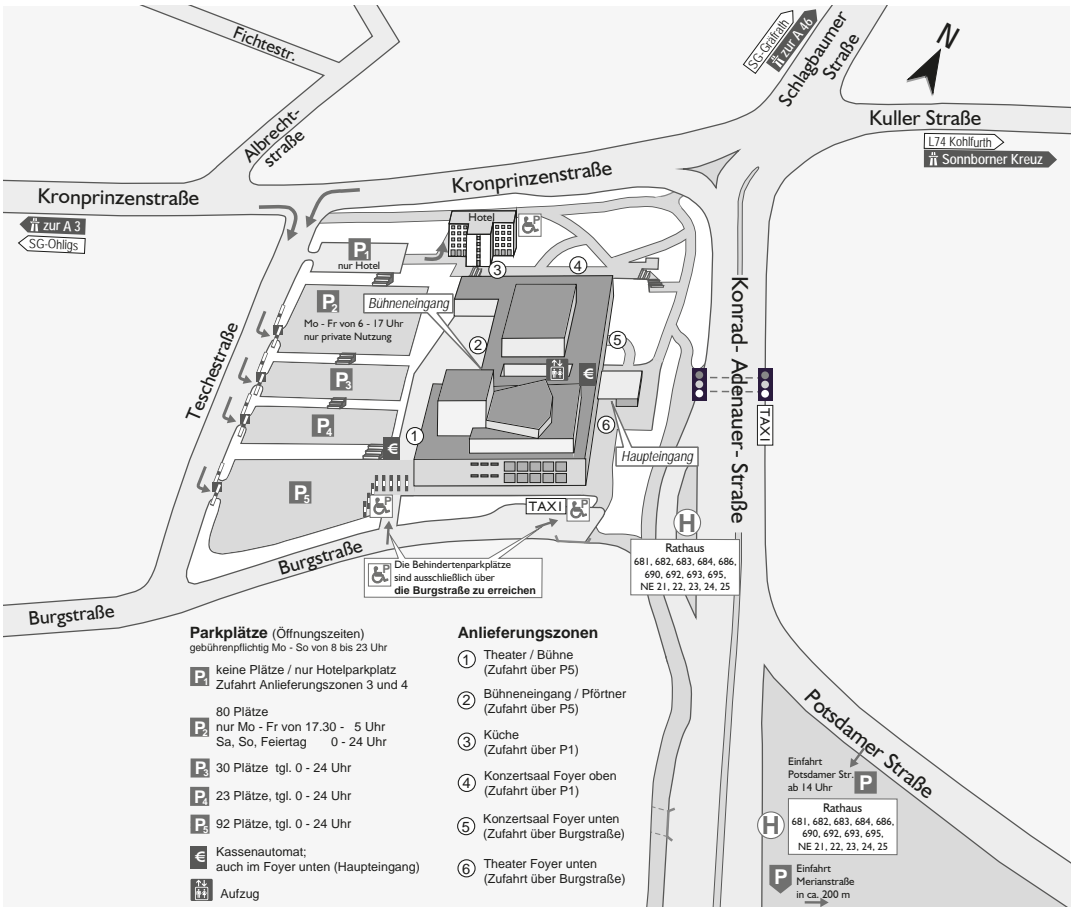 Fichtestr.
Albrecht-
straße
SG-Gräfrath
zur A 46
Schlagbaumer
Straße
N
Kuller Straße
L74 Kohlfurth
Sonnborner Kreuz
Kronprinzenstraße
Kronprinzenstraße
zur A 3
SG-Ohligs
Hotel
P
P1
nur Hotel
3
4
Bühneneingang
P2
Mo - Fr von 6 - 17 Uhr
nur private Nutzung
2
5
€
Teschestraße
P3
P4
1
€
6
Haupteingang
Konrad- Adenauer- Straße
TAXI
P5
P
TAXI
P
H
Rathaus
681, 682, 683, 684, 686,
690, 692, 693, 695,
NE 21, 22, 23, 24, 25
Burgstraße
Burgstraße
P
Die Behindertenparkplätze
sind ausschließlich über
die Burgstraße zu erreichen
Parkplätze (Öffnungszeiten)
gebührenpflichtig Mo - So von 8 bis 23 Uhr
P1
keine Plätze / nur Hotelparkplatz
Zufahrt Anlieferungszonen 3 und 4
P2
80 Plätze
nur Mo - Fr von 17.30 - 5 Uhr
Sa, So, Feiertag 0 - 24 Uhr
P3 30 Plätze tgl. 0 - 24 Uhr
P4 23 Plätze, tgl. 0 - 24 Uhr
P5 92 Plätze, tgl. 0 - 24 Uhr
€ Kassenautomat;
auch im Foyer unten (Haupteingang)
Aufzug
Anlieferungszonen
1 Theater / Bühne
(Zufahrt über P5)
2 Bühneneingang / Pförtner
(Zufahrt über P5)
3 Küche
(Zufahrt über P1)
4 Konzertsaal Foyer oben
(Zufahrt über P1)
5 Konzertsaal Foyer unten
(Zufahrt über Burgstraße)
6 Theater Foyer unten
(Zufahrt über Burgstraße)
Potsdamer Straße
Einfahrt
Potsdamer Str.
ab 14 Uhr
P
H
Rathaus
681, 682, 683, 684, 686,
690, 692, 693, 695,
NE 21, 22, 23, 24, 25
P
Einfahrt
Merianstraße
in ca. 200 m